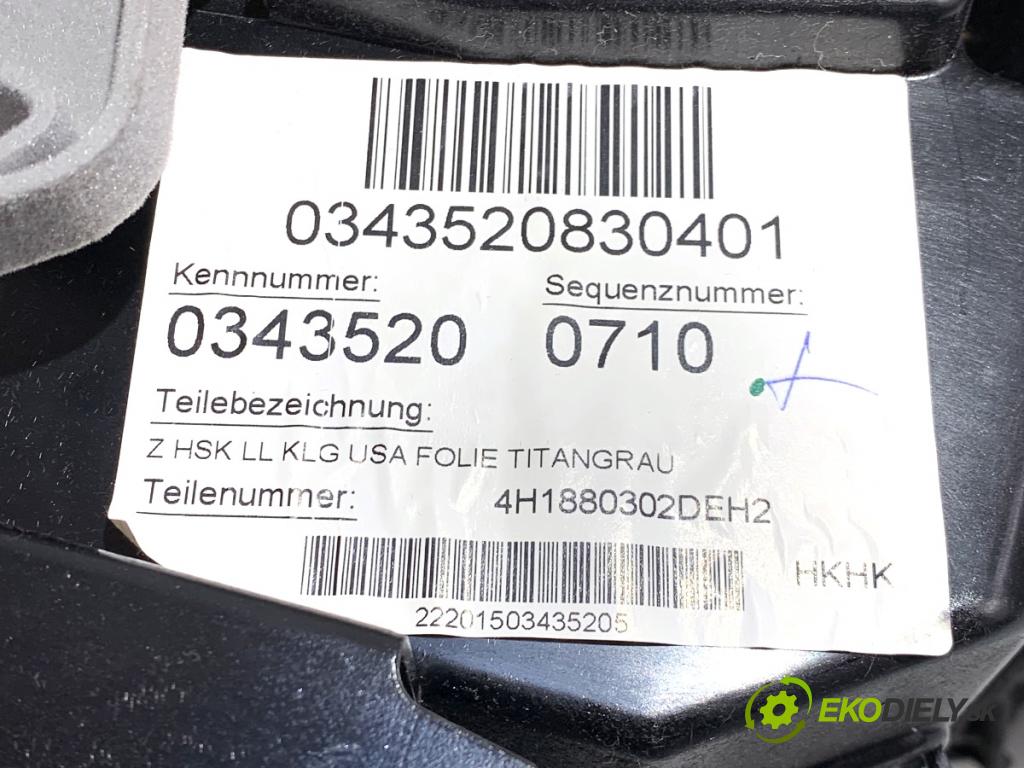 0343520830401
Kennnummer: Sequenznummer:
0343520 0710
Teilebezeichnung:
Z HSK LL KLG USA FOLIE TITANGRAU
Teilenummer: 4H1880302DEH2
HKHK
22201503435205
EKODIELY.SK